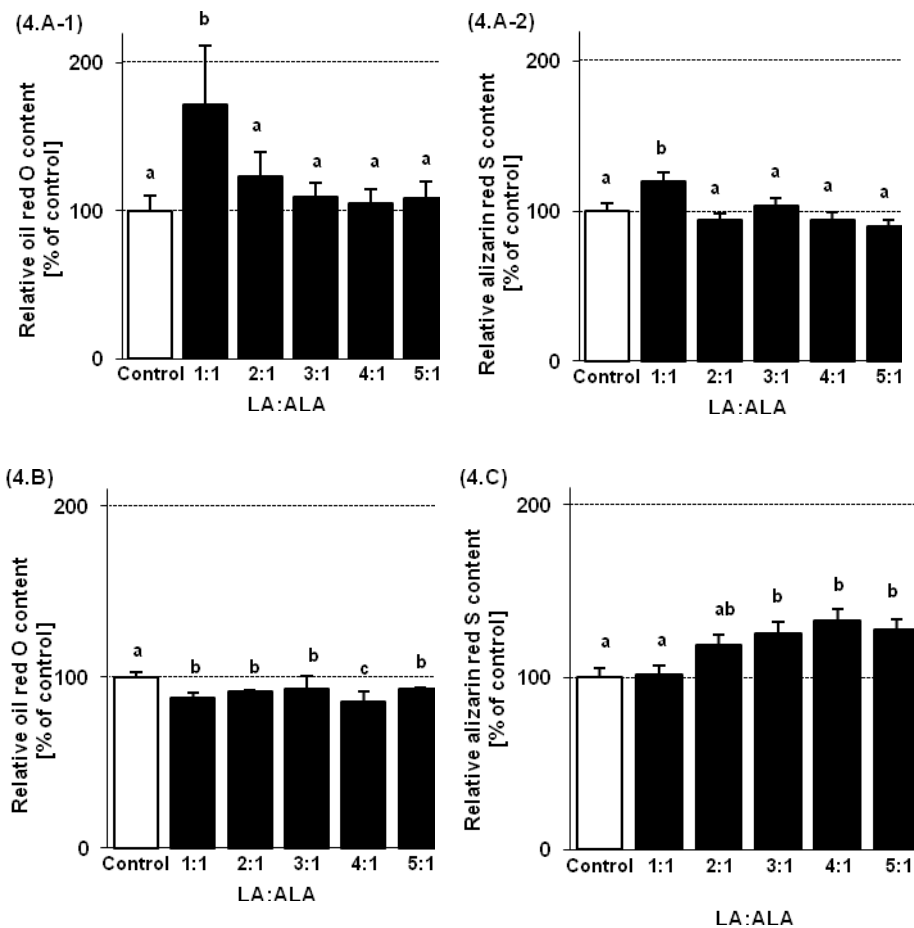 (4.A-1)
Relative oil red O content
[% of control]
200
100
0
a
b
a
a
a
a
Control 1:1 2:1 3:1 4:1 5:1
LA:ALA
(4.A-2)
Relative alizarin red S content
[% of control]
200
100
0
a
b
a
a
a
a
Control 1:1 2:1 3:1 4:1 5:1
LA:ALA
(4.B)
Relative oil red O content
[% of control]
200
100
0
a
b
b
b
c
b
Control 1:1 2:1 3:1 4:1 5:1
LA:ALA
(4.C)
Relative alizarin red S content
[% of control]
200
100
0
a
a
ab
b
b
b
Control 1:1 2:1 3:1 4:1 5:1
LA:ALA